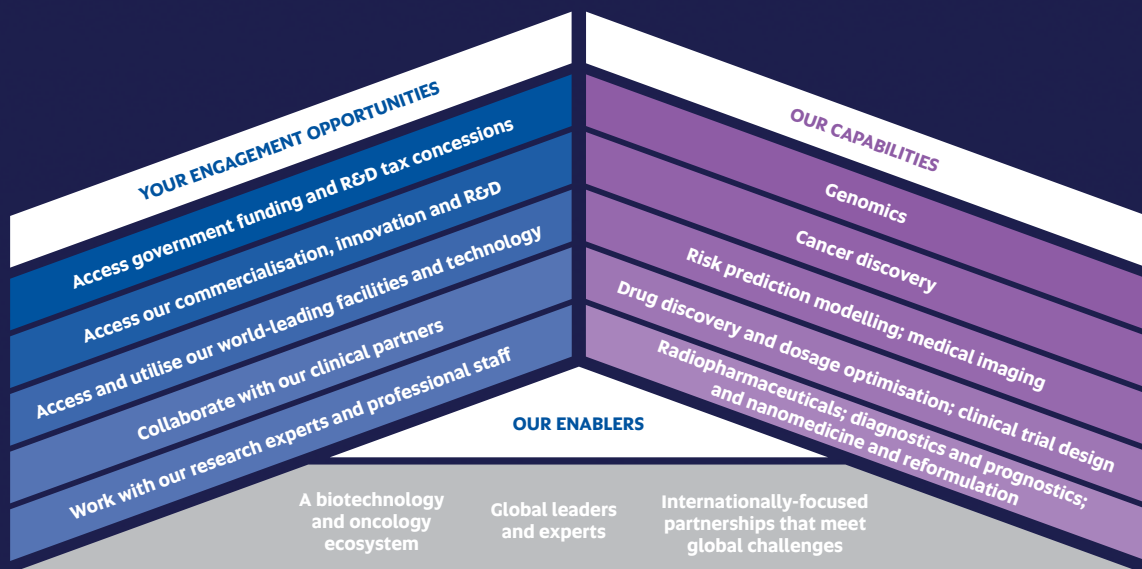 YOUR ENGAGEMENT OPPORTUNITIES
Access government funding and R&D tax concessions
Access our commercialisation, innovation and R&D
Access and utilise our world-leading facilities and technology
Collaborate with our clinical partners
Work with our research experts and professional staff
OUR CAPABILITIES
Genomics
Cancer discovery
Risk prediction modelling; medical imaging
Drug discovery and dosage optimisation; clinical trial design
Radiopharmaceuticals; diagnostics and prognostics;
and nanomedicine and reformulation
OUR ENABLERS
A biotechnology
and oncology
ecosystem
Global leaders
and experts
Internationally-focused
partnerships that meet
global challenges